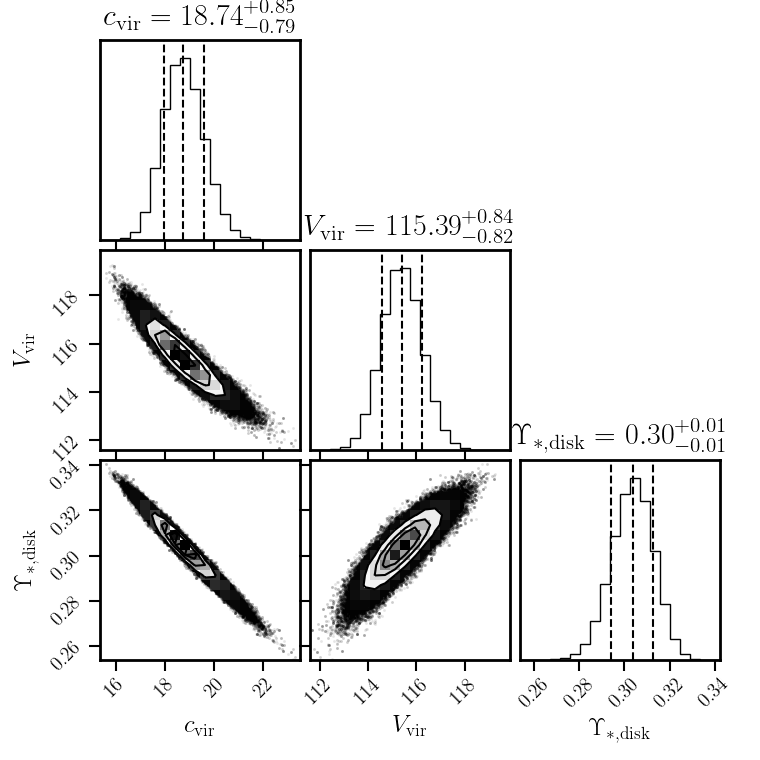 c_vir = 18.74^{+0.85}_{-0.79}
V_vir = 115.39^{+0.84}_{-0.82}
118
116
114
112
V_vir
Υ_{*,disk} = 0.30^{+0.01}_{-0.01}
0.34
0.32
0.30
0.28
0.26
Υ_{*,disk}
16 18 20 22
112 114 116 118
0.26 0.28 0.30 0.32 0.34
c_vir
V_vir
Υ_{*,disk}